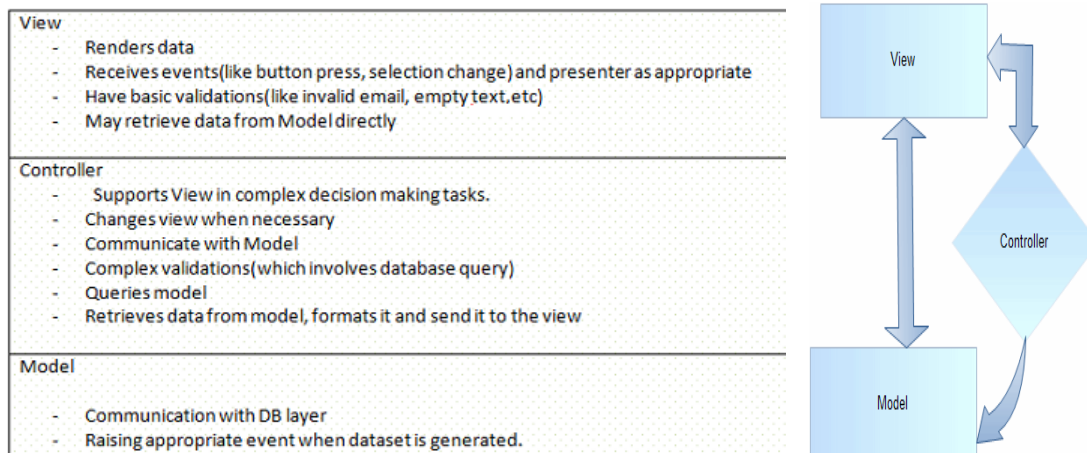 View
- Renders data
- Receives events(like button press, selection change) and presenter as appropriate
- Have basic validations(like invalid email, empty text,etc)
- May retrieve data from Model directly
Controller
- Supports View in complex decision making tasks.
- Changes view when necessary
- Communicate with Model
- Complex validations(which involves database query)
- Queries model
- Retrieves data from model, formats it and send it to the view
Model
- Communication with DB layer
- Raising appropriate event when dataset is generated.
View
Controller
Model